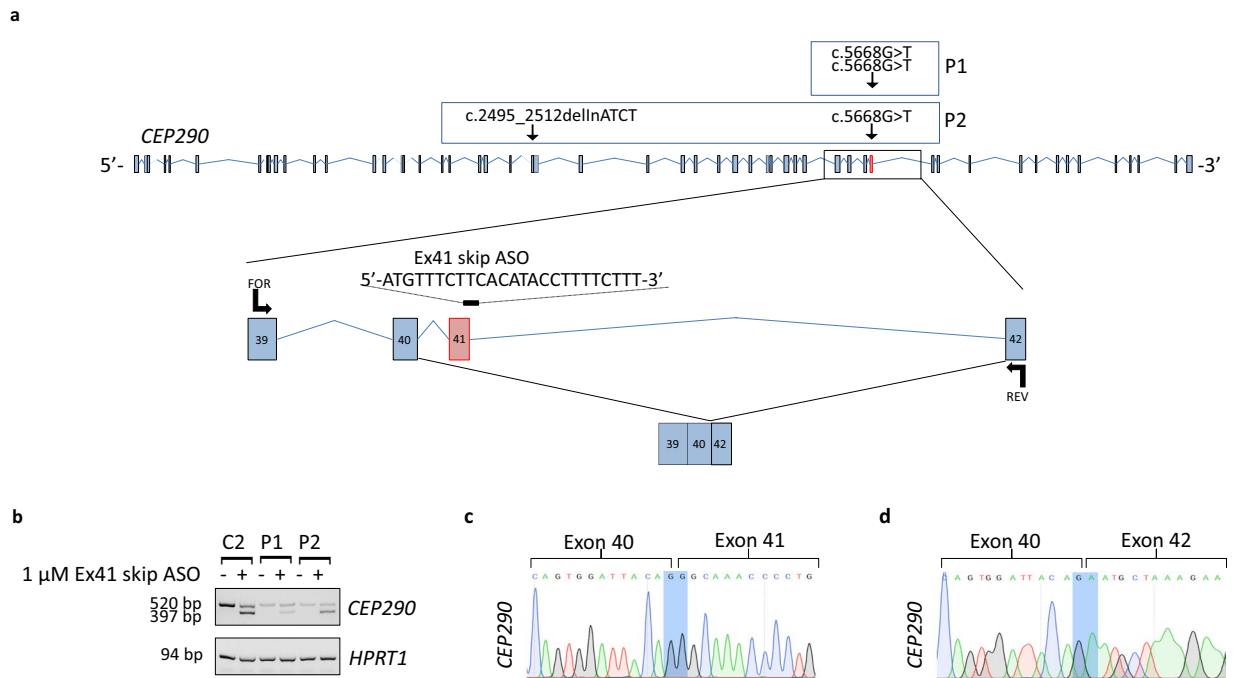 a
c.5668G>T
c.5668G>T
P1
c.2495_2512delInATCT
c.5668G>T
P2
CEP290
5’-
-3’
Ex41 skip ASO
5’-ATGTTTCTTCACATACCTTTTCTTT-3’
FOR
39
40
41
42
REV
39
40
42
b
C2
P1
P2
1 µM Ex41 skip ASO
- + - + - +
520 bp
397 bp
CEP290
94 bp
HPRT1
c
Exon 40
Exon 41
CAGTGGATTACAGGGCAAACCCCTG
CEP290
d
Exon 40
Exon 42
CAGTGGATTACAGAATGCTAAAGAA
CEP290